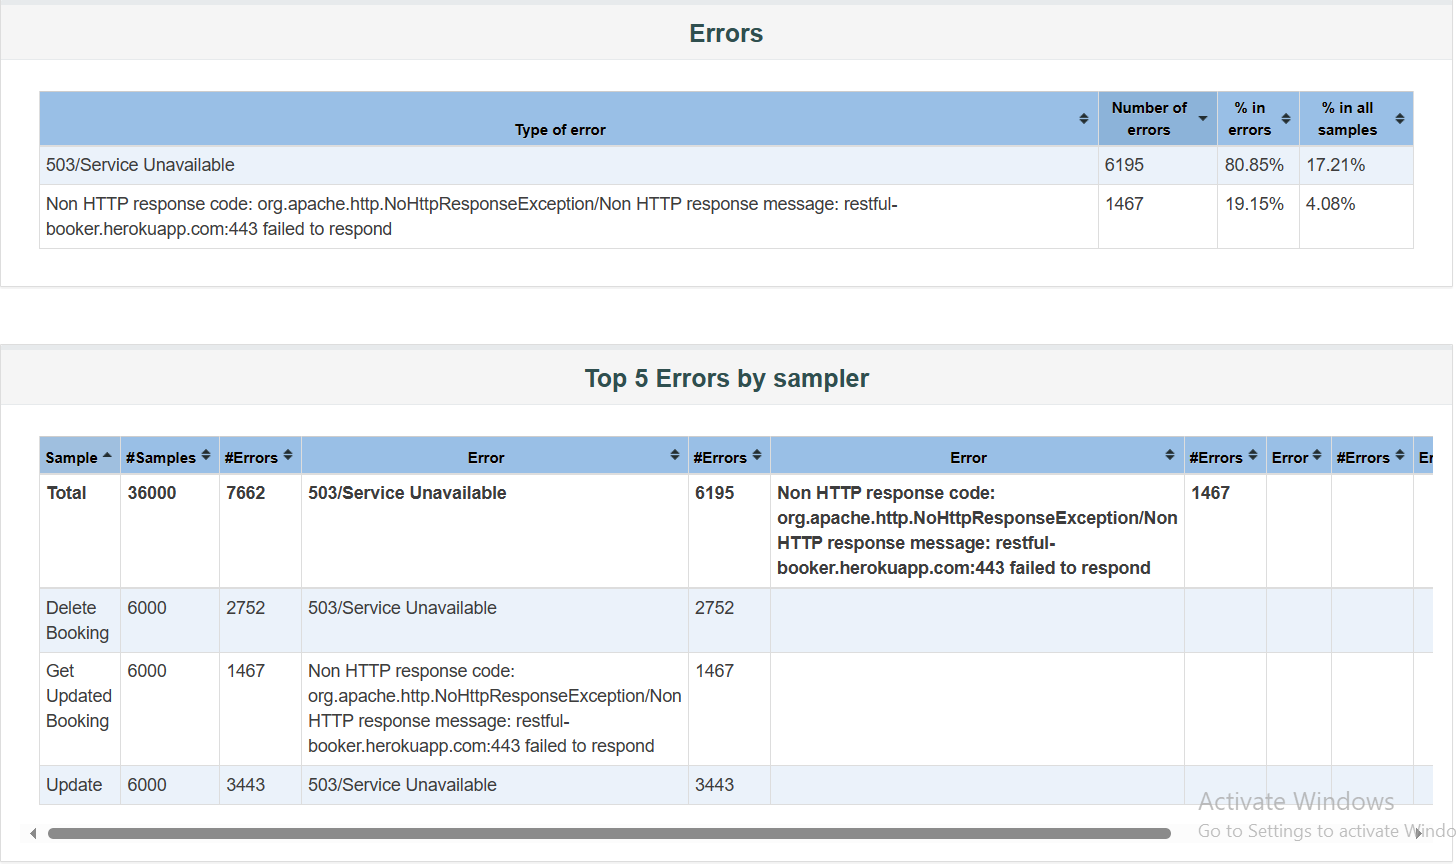 Errors
Type of error
Number of
errors
% in
errors
% in all
samples
503/Service Unavailable 6195 80.85% 17.21%
Non HTTP response code: org.apache.http.NoHttpResponseException/Non HTTP response message: restful- 1467 19.15% 4.08%
booker.herokuapp.com:443 failed to respond
Top 5 Errors by sampler
Sample #Samples #Errors Error #Errors Error #Errors Error #Errors
Total 36000 7662 503/Service Unavailable 6195 Non HTTP response code: 1467
org.apache.http.NoHttpResponseException/Non
HTTP response message: restful-
booker.herokuapp.com:443 failed to respond
Delete 6000 2752 503/Service Unavailable 2752
Booking
Get 6000 1467 Non HTTP response code: 1467
Updated org.apache.http.NoHttpResponseException/Non
Booking HTTP response message: restful-
booker.herokuapp.com:443 failed to respond
Update 6000 3443 503/Service Unavailable 3443
Activate Windows
Go to Settings to activate Windo